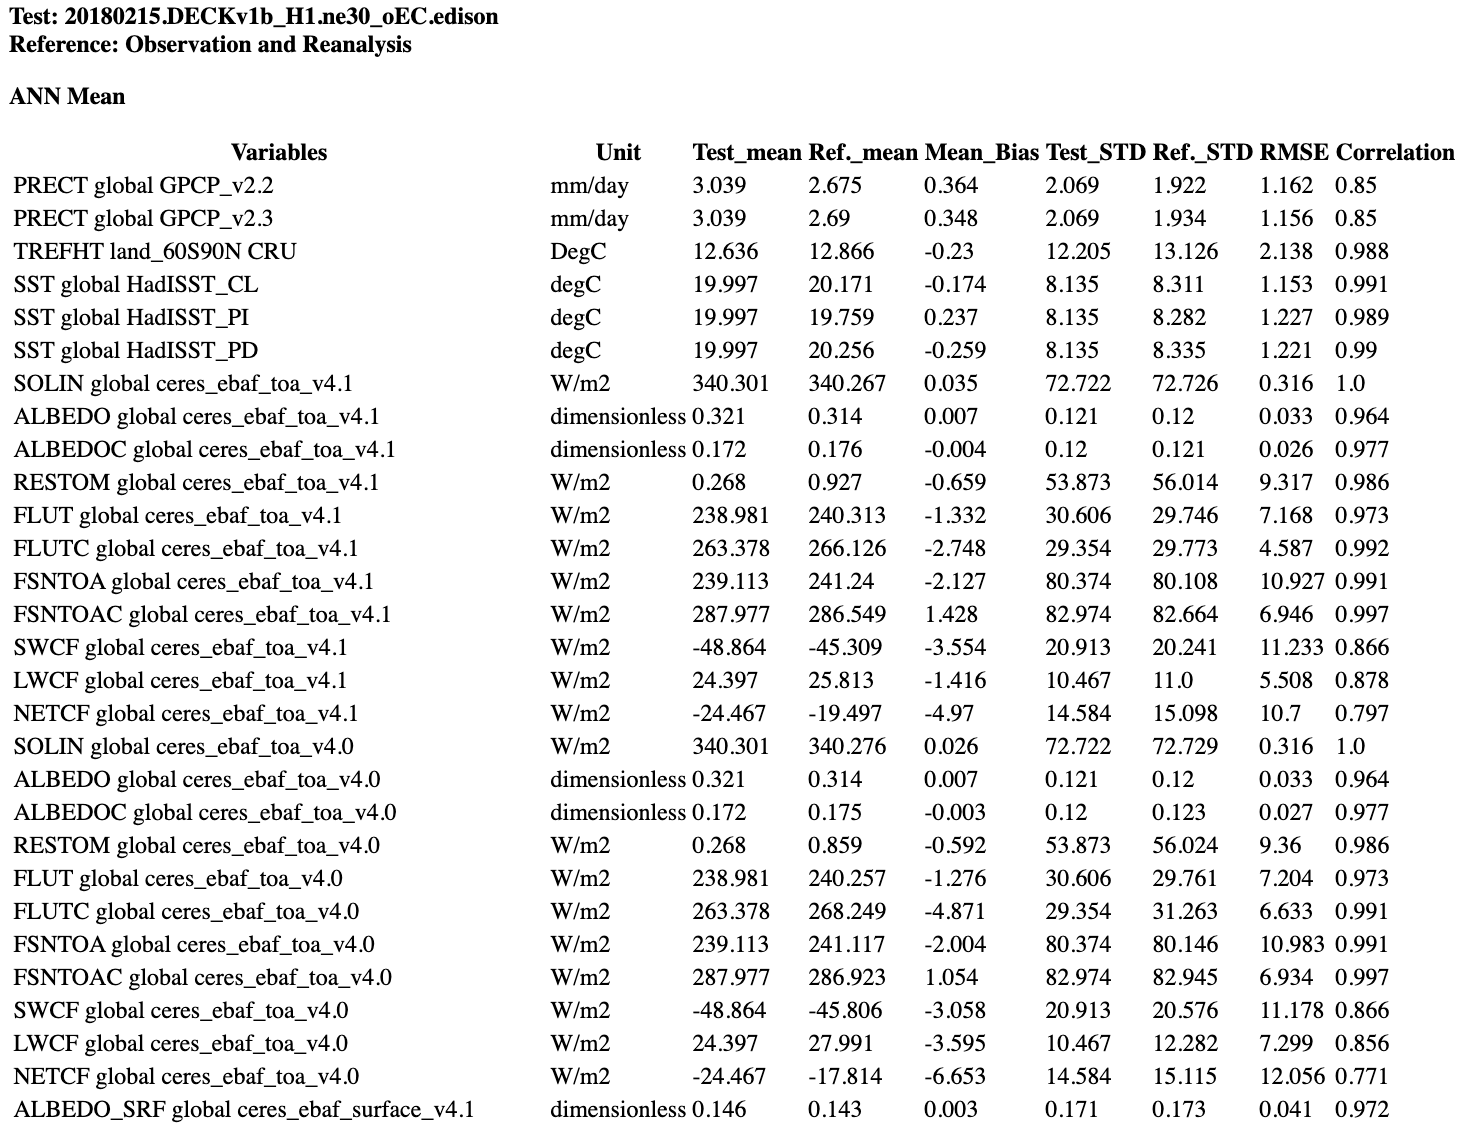 Test: 20180215.DECKv1b_H1.ne30_oEC.edison
Reference: Observation and Reanalysis
ANN Mean
Variables Unit Test_mean Ref._mean Mean_Bias Test_STD Ref._STD RMSE Correlation
PRECT global GPCP_v2.2 mm/day 3.039 2.675 0.364 2.069 1.922 1.162 0.85
PRECT global GPCP_v2.3 mm/day 3.039 2.69 0.348 2.069 1.934 1.156 0.85
TREFHT land_60S90N CRU DegC 12.636 12.866 -0.23 12.205 13.126 2.138 0.988
SST global HadISST_CL degC 19.997 20.171 -0.174 8.135 8.311 1.153 0.991
SST global HadISST_PI degC 19.997 19.759 0.237 8.135 8.282 1.227 0.989
SST global HadISST_PD degC 19.997 20.256 -0.259 8.135 8.335 1.221 0.99
SOLIN global ceres_ebaf_toa_v4.1 W/m2 340.301 340.267 0.035 72.722 72.726 0.316 1.0
ALBEDO global ceres_ebaf_toa_v4.1 dimensionless 0.321 0.314 0.007 0.121 0.12 0.033 0.964
ALBEDOC global ceres_ebaf_toa_v4.1 dimensionless 0.172 0.176 -0.004 0.12 0.121 0.026 0.977
RESTOM global ceres_ebaf_toa_v4.1 W/m2 0.268 0.927 -0.659 53.873 56.014 9.317 0.986
FLUT global ceres_ebaf_toa_v4.1 W/m2 238.981 240.313 -1.332 30.606 29.746 7.168 0.973
FLUTC global ceres_ebaf_toa_v4.1 W/m2 263.378 266.126 -2.748 29.354 29.773 4.587 0.992
FSNTOA global ceres_ebaf_toa_v4.1 W/m2 239.113 241.24 -2.127 80.374 80.108 10.927 0.991
FSNTOAC global ceres_ebaf_toa_v4.1 W/m2 287.977 286.549 1.428 82.974 82.664 6.946 0.997
SWCF global ceres_ebaf_toa_v4.1 W/m2 -48.864 -45.309 -3.554 20.913 20.241 11.233 0.866
LWCF global ceres_ebaf_toa_v4.1 W/m2 24.397 25.813 -1.416 10.467 11.0 5.508 0.878
NETCF global ceres_ebaf_toa_v4.1 W/m2 -24.467 -19.497 -4.97 14.584 15.098 10.7 0.797
SOLIN global ceres_ebaf_toa_v4.0 W/m2 340.301 340.276 0.026 72.722 72.729 0.316 1.0
ALBEDO global ceres_ebaf_toa_v4.0 dimensionless 0.321 0.314 0.007 0.121 0.12 0.033 0.964
ALBEDOC global ceres_ebaf_toa_v4.0 dimensionless 0.172 0.175 -0.003 0.12 0.123 0.027 0.977
RESTOM global ceres_ebaf_toa_v4.0 W/m2 0.268 0.859 -0.592 53.873 56.024 9.36 0.986
FLUT global ceres_ebaf_toa_v4.0 W/m2 238.981 240.257 -1.276 30.606 29.761 7.204 0.973
FLUTC global ceres_ebaf_toa_v4.0 W/m2 263.378 268.249 -4.871 29.354 31.263 6.633 0.991
FSNTOA global ceres_ebaf_toa_v4.0 W/m2 239.113 241.117 -2.004 80.374 80.146 10.983 0.991
FSNTOAC global ceres_ebaf_toa_v4.0 W/m2 287.977 286.923 1.054 82.974 82.945 6.934 0.997
SWCF global ceres_ebaf_toa_v4.0 W/m2 -48.864 -45.806 -3.058 20.913 20.576 11.178 0.866
LWCF global ceres_ebaf_toa_v4.0 W/m2 24.397 27.991 -3.595 10.467 12.282 7.299 0.856
NETCF global ceres_ebaf_toa_v4.0 W/m2 -24.467 -17.814 -6.653 14.584 15.115 12.056 0.771
ALBEDO_SRF global ceres_ebaf_surface_v4.1 dimensionless 0.146 0.143 0.003 0.171 0.173 0.041 0.972